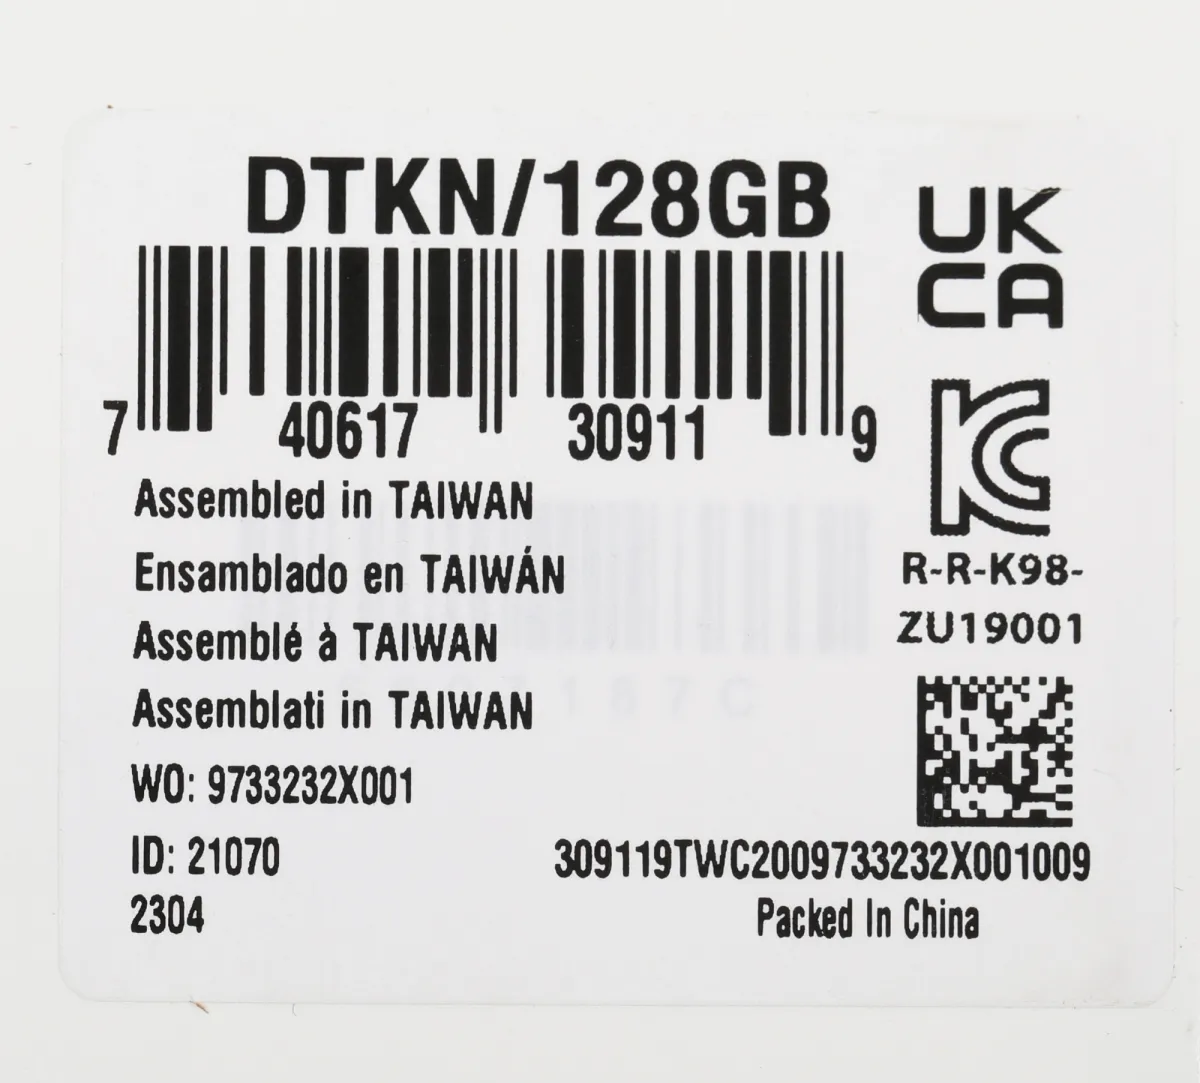 DTKN/128GB
7 40617 30911 9
Assembled in TAIWAN
Ensamblado en TAIWÁN
Assemblé à TAIWAN
Assemblati in TAIWAN
WO: 9733232X001
ID: 21070
2304
UK
CA
KC
R-R-K98-
ZU19001
309119TWC2009733232X001009
Packed In China